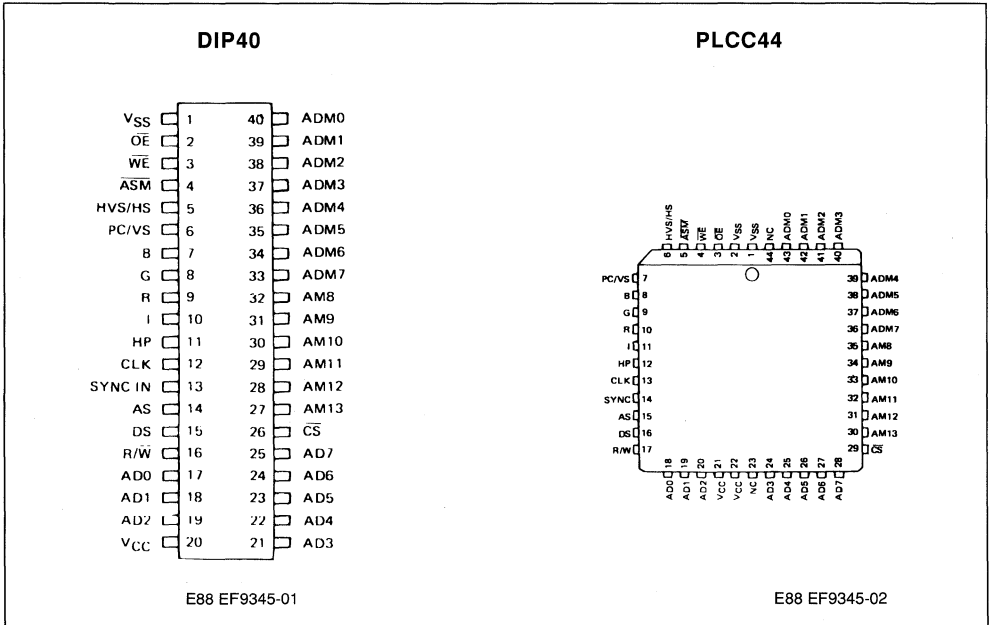 DIP40
PLCC44
VSS 1 40 ADM0
O̅E̅ 2 39 ADM1
W̅E̅ 3 38 ADM2
A̅S̅M̅ 4 37 ADM3
HVS/HS 5 36 ADM4
PC/VS 6 35 ADM5
B 7 34 ADM6
G 8 33 ADM7
R 9 32 AM8
I 10 31 AM9
HP 11 30 AM10
CLK 12 29 AM11
SYNC IN 13 28 AM12
AS 14 27 AM13
DS 15 26 C̅S̅
R/W̅ 16 25 AD7
AD0 17 24 AD6
AD1 18 23 AD5
AD2 19 22 AD4
VCC 20 21 AD3
E88 EF9345-01
HVS/HS A̅S̅M̅ W̅E̅ O̅E̅ VSS VSS NC ADM0 ADM1 ADM2 ADM3
6 5 4 3 2 1 44 43 42 41 40
PC/VS 7 39 ADM4
B 8 38 ADM5
G 9 37 ADM6
R 10 36 ADM7
I 11 35 AM8
HP 12 34 AM9
CLK 13 33 AM10
SYNC 14 32 AM11
AS 15 31 AM12
DS 16 30 AM13
R/W 17 29 C̅S̅
18 19 20 21 22 23 24 25 26 27 28
AD0 AD1 AD2 VCC VCC NC AD3 AD4 AD5 AD6 AD7
E88 EF9345-02